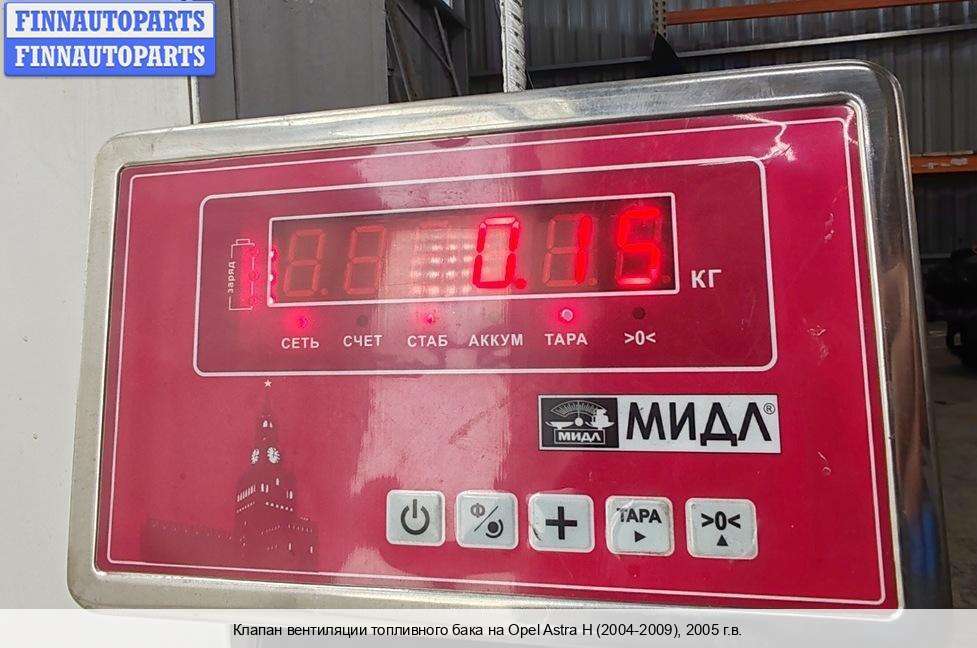 FINNAUTOPARTS
FINNAUTOPARTS
заряд
0.15
КГ
СЕТЬ СЧЕТ СТАБ АККУМ ТАРА >0<
МИДЛ
МИДЛ®
Ф
ТАРА
>0<
Клапан вентиляции топливного бака на Opel Astra H (2004-2009), 2005 г.в.